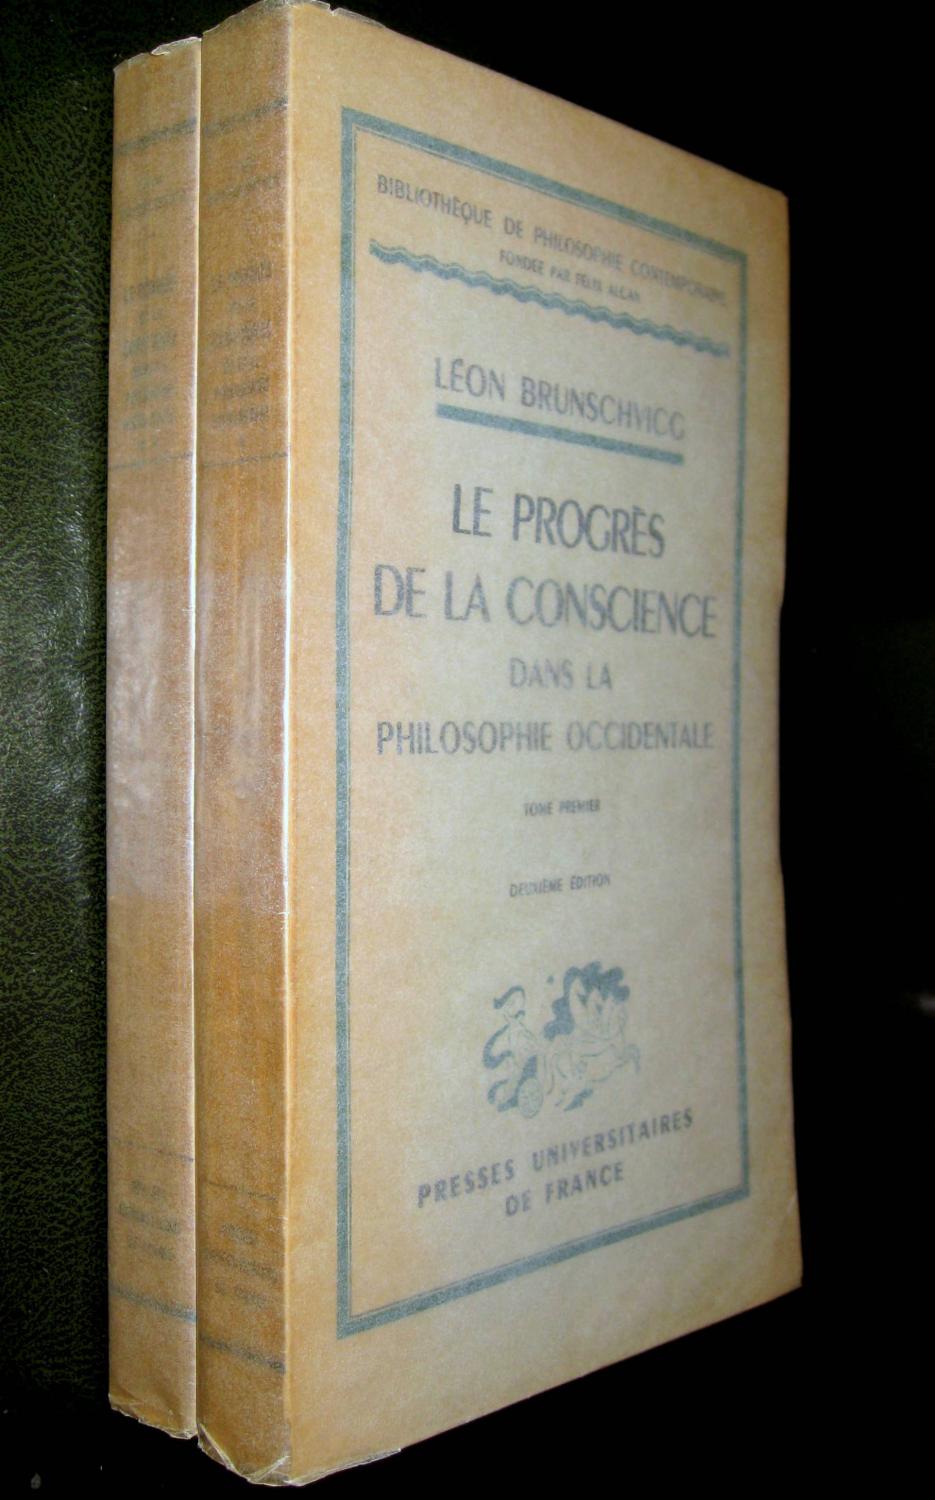 BIBLIOTHÈQUE DE PHILOSOPHIE CONTEMPORAINE
FONDÉE PAR FÉLIX ALCAN
LÉON BRUNSCHVICG
LE PROGRÈS
DE LA CONSCIENCE
DANS LA
PHILOSOPHIE OCCIDENTALE
TOME PREMIER
DEUXIÈME ÉDITION
PRESSES UNIVERSITAIRES
DE FRANCE